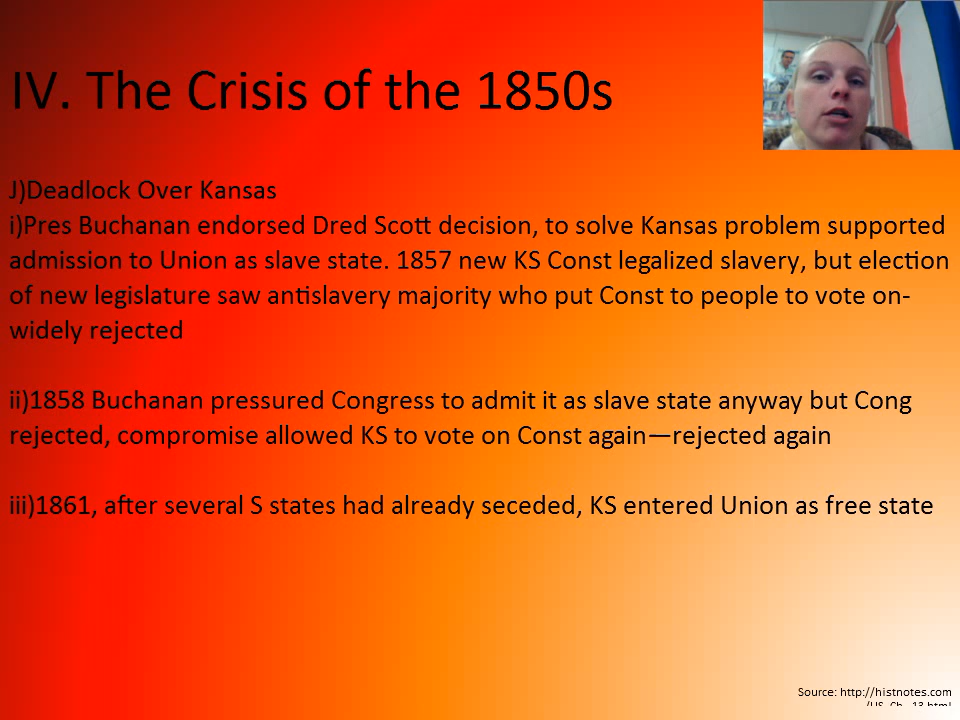 IV. The Crisis of the 1850s
J)Deadlock Over Kansas
i)Pres Buchanan endorsed Dred Scott decision, to solve Kansas problem supported
admission to Union as slave state. 1857 new KS Const legalized slavery, but election
of new legislature saw antislavery majority who put Const to people to vote on-
widely rejected
ii)1858 Buchanan pressured Congress to admit it as slave state anyway but Cong
rejected, compromise allowed KS to vote on Const again—rejected again
iii)1861, after several S states had already seceded, KS entered Union as free state
Source: http://histnotes.com
/US_Ch._13.html